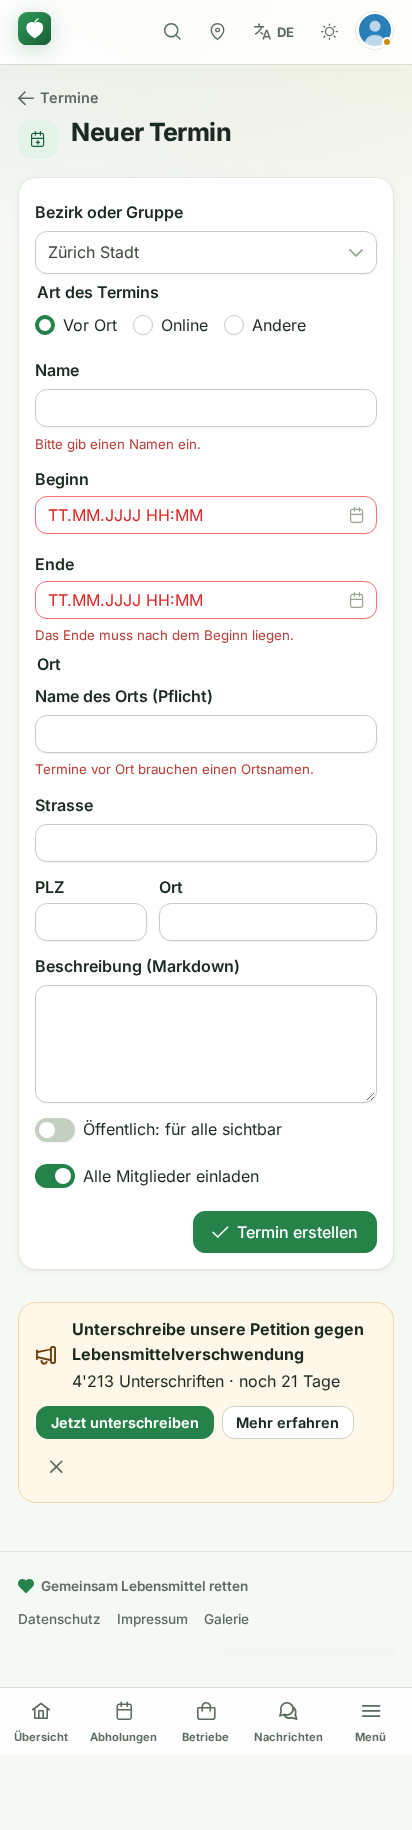 DE
Termine
Neuer Termin
Bezirk oder Gruppe
Zürich Stadt
Art des Termins
Vor Ort Online Andere
Name
Bitte gib einen Namen ein.
Beginn
TT.MM.JJJJ HH:MM
Ende
TT.MM.JJJJ HH:MM
Das Ende muss nach dem Beginn liegen.
Ort
Name des Orts (Pflicht)
Termine vor Ort brauchen einen Ortsnamen.
Strasse
PLZ Ort
Beschreibung (Markdown)
Öffentlich: für alle sichtbar
Alle Mitglieder einladen
Termin erstellen
Unterschreibe unsere Petition gegen
Lebensmittelverschwendung
4'213 Unterschriften · noch 21 Tage
Jetzt unterschreiben Mehr erfahren
Gemeinsam Lebensmittel retten
Datenschutz Impressum Galerie
Übersicht Abholungen Betriebe Nachrichten Menü